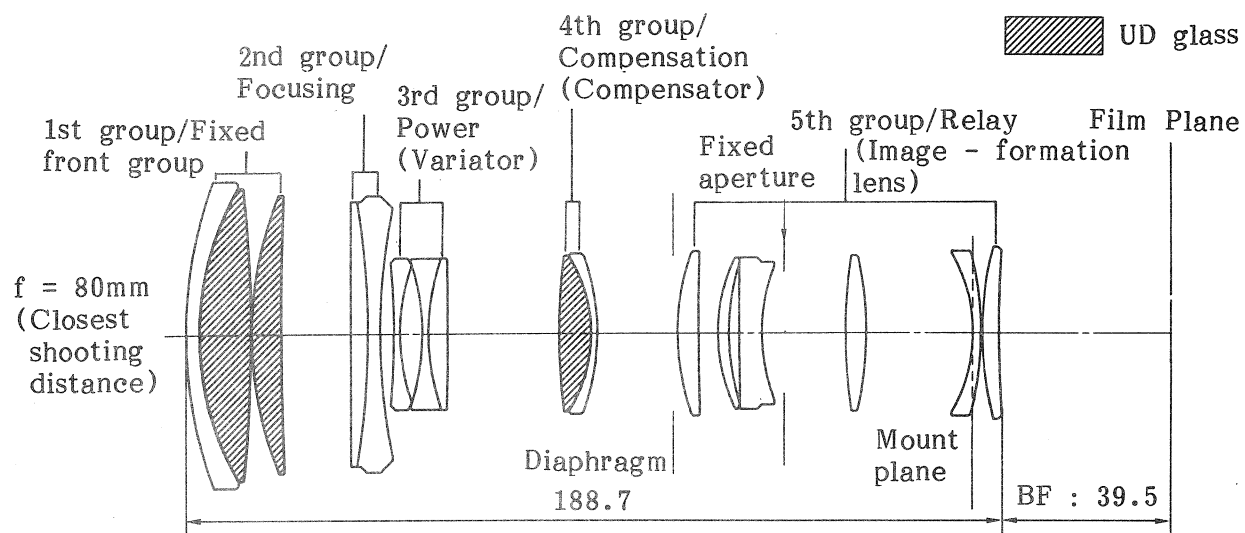 UD glass
4th group/
Compensation
(Compensator)
2nd group/
Focusing
3rd group/
Power
(Variator)
1st group/Fixed
front group
5th group/Relay
(Image - formation
lens)
Film Plane
Fixed
aperture
f = 80mm
(Closest
shooting
distance)
Diaphragm
Mount
plane
188.7
BF : 39.5